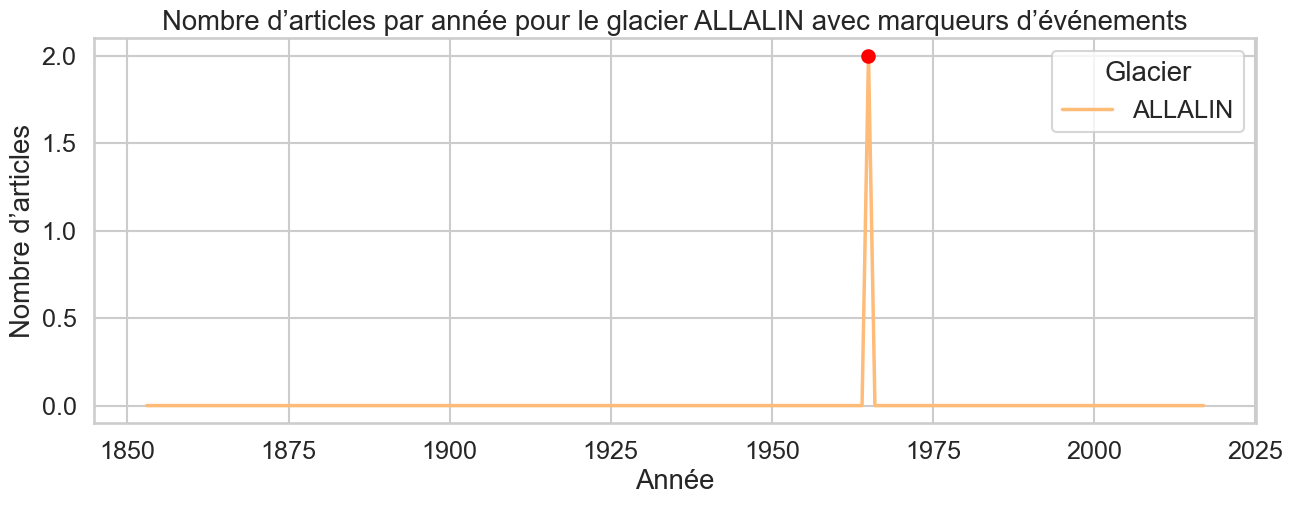 Nombre d’articles par année pour le glacier ALLALIN avec marqueurs d’événements
Nombre d’articles
2.0
1.5
1.0
0.5
0.0
Glacier
ALLALIN
1850 1875 1900 1925 1950 1975 2000 2025
Année